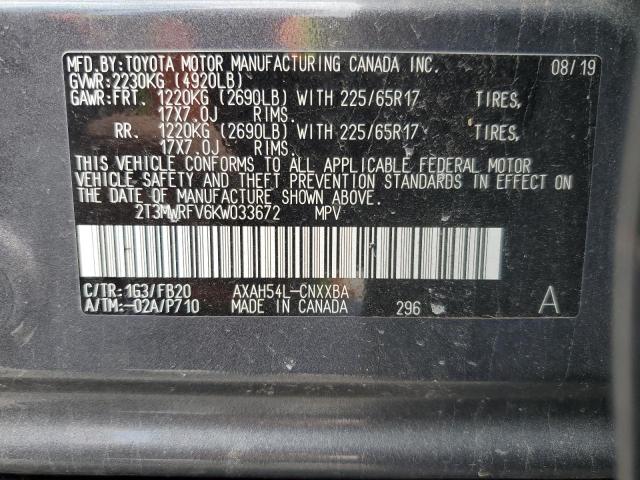 MFD.BY:TOYOTA MOTOR MANUFACTURING CANADA INC. 08/19
GVWR:2230KG (4920LB)
GAWR:FRT. 1220KG (2690LB) WITH 225/65R17 TIRES,
17X7.0J RIMS.
RR. 1220KG (2690LB) WITH 225/65R17 TIRES,
17X7.0J RIMS.
THIS VEHICLE CONFORMS TO ALL APPLICABLE FEDERAL MOTOR
VEHICLE SAFETY AND THEFT PREVENTION STANDARDS IN EFFECT ON
THE DATE OF MANUFACTURE SHOWN ABOVE.
2T3MWRFV6KW033672 MPV
C/TR:1G3/FB20 AXAH54L-CNXXBA
A/TM:-02A/P710 MADE IN CANADA 296 A